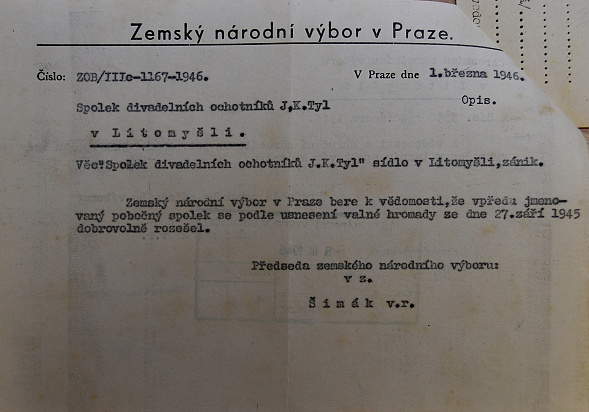 Zemský národní výbor v Praze.
Číslo: ZOB/IIIc-1167-1946. V Praze dne 1.března 1946.
Spolek divadelních ochotníků J.K.Tyl Opis.
v Litomyšli.
Věc:"Spolek divadelních ochotníků J.K.Tyl" sídlo v Litomyšli, zánik.
Zemský národní výbor v Praze bere k vědomosti, že vpředu jmeno-
vaný pobočný spolek se podle usnesení valné hromady ze dne 27.září 1945
dobrovolně rozešel.
Předseda zemského národního výboru:
v z.
Šimák v.r.